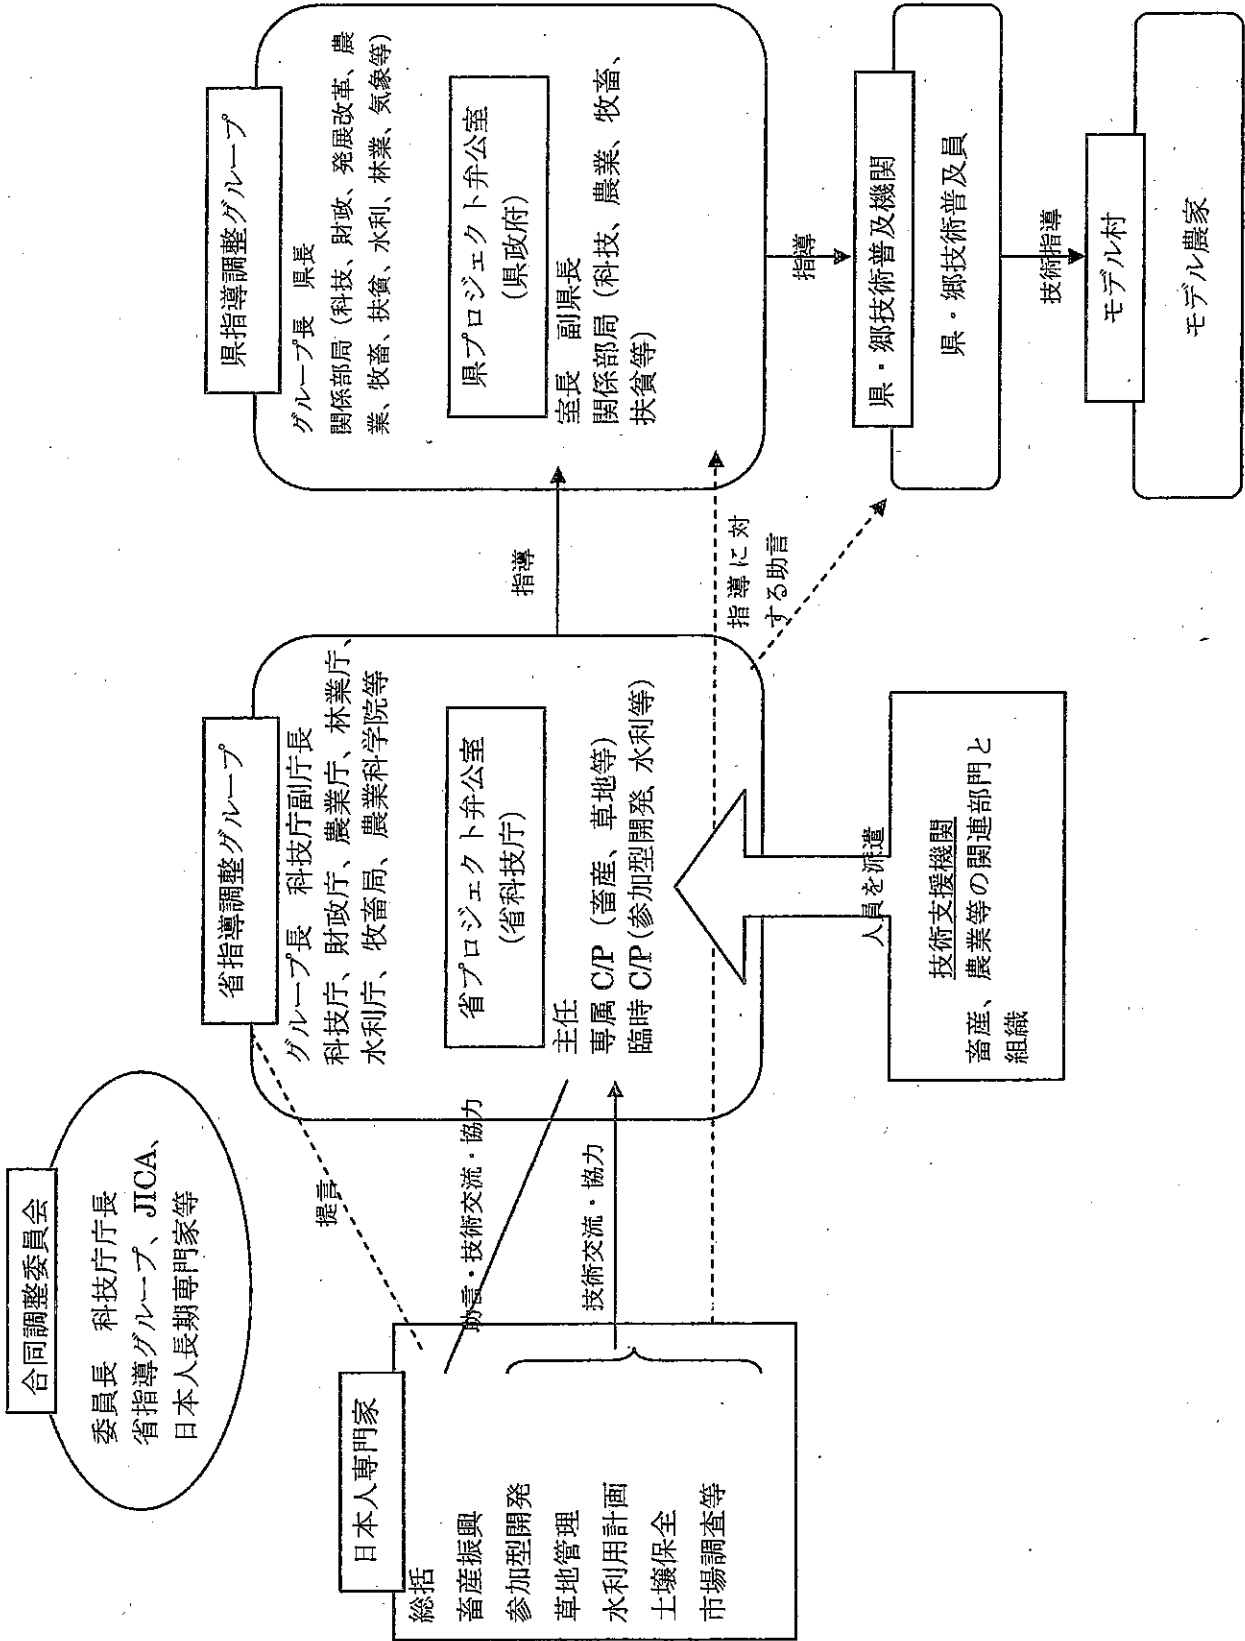 合同調整委員会
委員長　科技庁庁長
省指導グループ、JICA、
日本人長期専門家等
日本人専門家
総括
畜産振興
参加型開発
草地管理
水利用計画
土壌保全
市場調査等
提言
助言・技術交流・協力
技術交流・協力
省指導調整グループ
グループ長　科技庁副庁長
科技庁、財政庁、農業庁、林業庁、
水利庁、牧畜局、農業科学院等
省プロジェクト弁公室
(省科技庁)
主任
専属 C/P（畜産、草地等）
臨時 C/P（参加型開発、水利等）
人員を派遣
技術支援機関
畜産、農業等の関連部門と
組織
指導
指導に対
する助言
県指導調整グループ
グループ長　県長
関係部局（科技、財政、発展改革、農
業、牧畜、扶貧、水利、林業、気象等）
県プロジェクト弁公室
(県政府)
室長　副県長
関係部局（科技、農業、牧畜、
扶貧等）
指導
県・郷技術普及機関
県・郷技術普及員
技術指導
モデル村
モデル農家